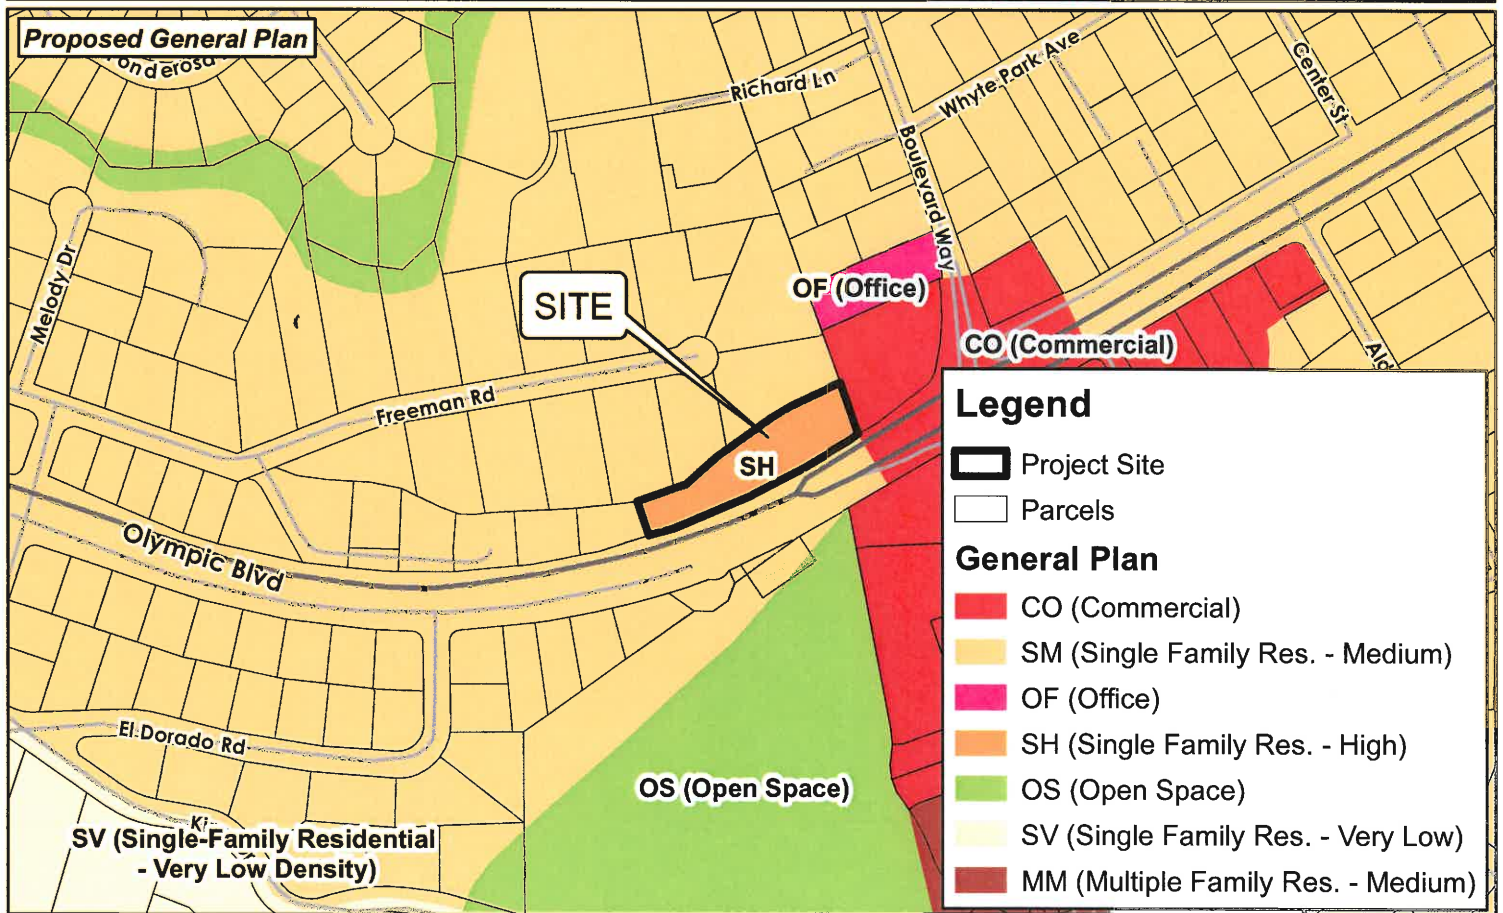 Proposed General Plan
onderosa
Richard Ln
Whyte Park Ave
Center St
Boulevard Way
Melody Dr
OF (Office)
SITE
CO (Commercial)
Ald
Freeman Rd
SH
Olympic Blvd
El Dorado Rd
OS (Open Space)
Ki
SV (Single-Family Residential
- Very Low Density)
Legend
Project Site
Parcels
General Plan
CO (Commercial)
SM (Single Family Res. - Medium)
OF (Office)
SH (Single Family Res. - High)
OS (Open Space)
SV (Single Family Res. - Very Low)
MM (Multiple Family Res. - Medium)